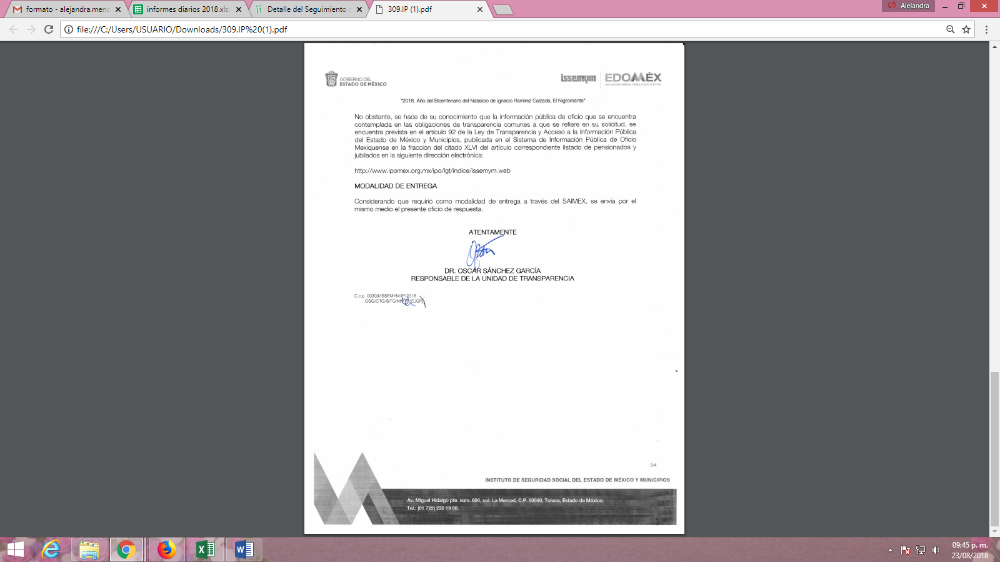 formato - alejandra.mend
informes diarios 2018.xlsx
Detalle del Seguimiento d
309.IP (1).pdf
Alejandra
file:///C:/Users/USUARIO/Downloads/309.IP%20(1).pdf
GOBIERNO DEL
ESTADO DE MÉXICO
issemym
EDOMÉX
DECISIONES FIRMES, RESULTADOS FUERTES.
"2018. Año del Bicentenario del Natalicio de Ignacio Ramírez Calzada, El Nigromante"
No obstante, se hace de su conocimiento que la información pública de oficio que se encuentra
contemplada en las obligaciones de transparencia comunes a que se refiere en su solicitud, se
encuentra prevista en el artículo 92 de la Ley de Transparencia y Acceso a la Información Pública
del Estado de México y Municipios, publicada en el Sistema de Información Pública de Oficio
Mexiquense en la fracción del citado XLVI del artículo correspondiente listado de pensionados y
jubilados en la siguiente dirección electrónica:
http://www.ipomex.org.mx/ipo/lgt/indice/issemym.web
MODALIDAD DE ENTREGA
Considerando que requirió como modalidad de entrega a través del SAIMEX, se envía por el
mismo medio el presente oficio de respuesta.
ATENTAMENTE
DR. OSCAR SÁNCHEZ GARCÍA
RESPONSABLE DE LA UNIDAD DE TRANSPARENCIA
C.c.p. 00309/ISSEMYM/IP/2018
3/4
INSTITUTO DE SEGURIDAD SOCIAL DEL ESTADO DE MÉXICO Y MUNICIPIOS
Av. Miguel Hidalgo pte. núm. 600, col. La Merced, C.P. 50080, Toluca, Estado de México.
Tel.: (01 722) 226 19 00.
09:45 p. m.
23/08/2018